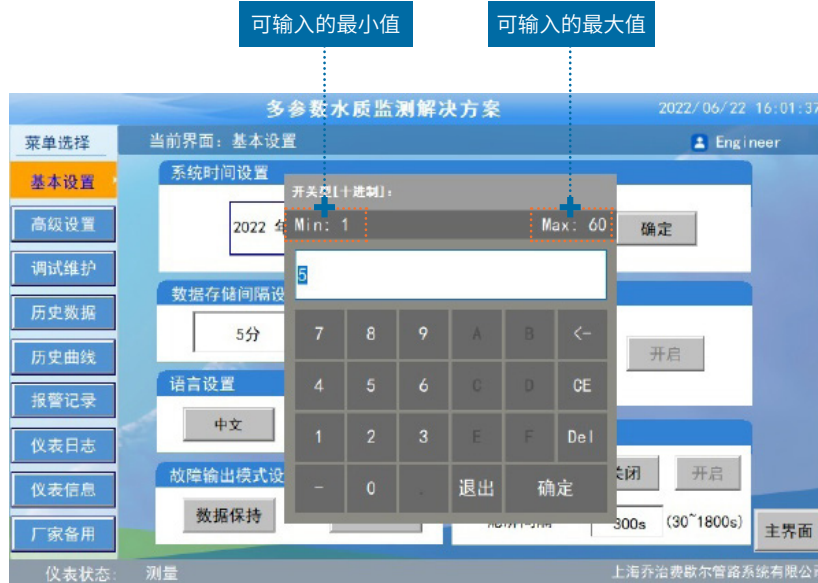 可输入的最小值
可输入的最大值
多参数水质监测解决方案
2022/06/22 16:01:37
菜单选择
当前界面：基本设置
Engineer
基本设置
高级设置
调试维护
历史数据
历史曲线
报警记录
仪表日志
仪表信息
厂家备用
系统时间设置
2022 年
确定
数据存储间隔设
5分
开启
语言设置
中文
故障输出模式设
数据保持
关闭
开启
300s
(30~1800s)
主界面
开关型[十进制]：
Min: 1
Max: 60
5
7 8 9 A B <-
4 5 6 C D CE
1 2 3 E F Del
- 0 . 退出 确定
仪表状态：
测量
上海乔治费歇尔管路系统有限公司